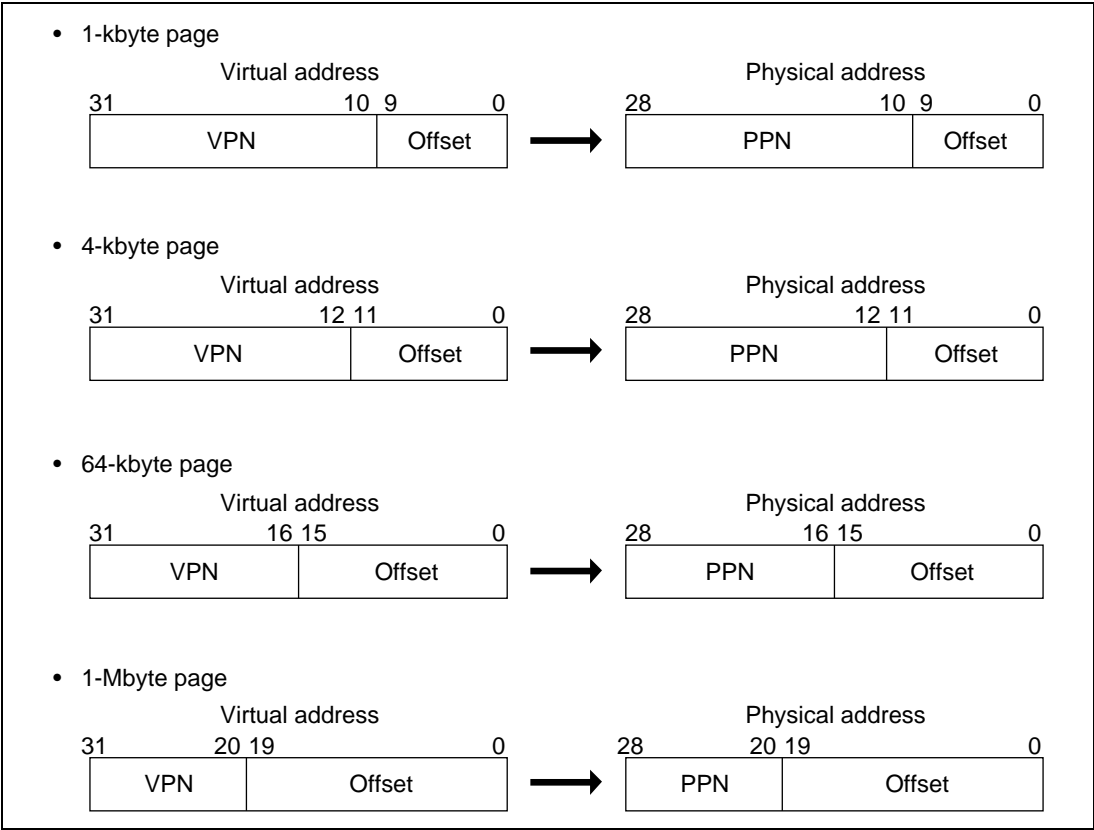 • 1-kbyte page
Virtual address Physical address
31 10 9 0 28 10 9 0
VPN Offset PPN Offset
• 4-kbyte page
Virtual address Physical address
31 12 11 0 28 12 11 0
VPN Offset PPN Offset
• 64-kbyte page
Virtual address Physical address
31 16 15 0 28 16 15 0
VPN Offset PPN Offset
• 1-Mbyte page
Virtual address Physical address
31 20 19 0 28 20 19 0
VPN Offset PPN Offset